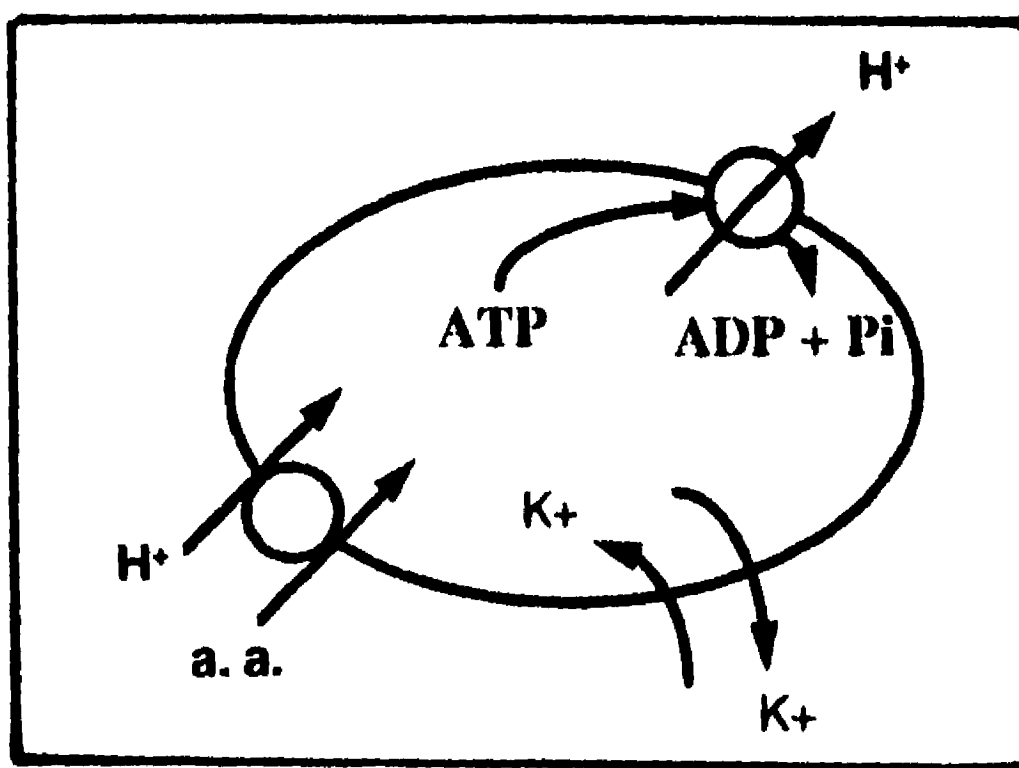 H⁺
ATP
ADP + Pi
K+
H⁺
a. a.
K+